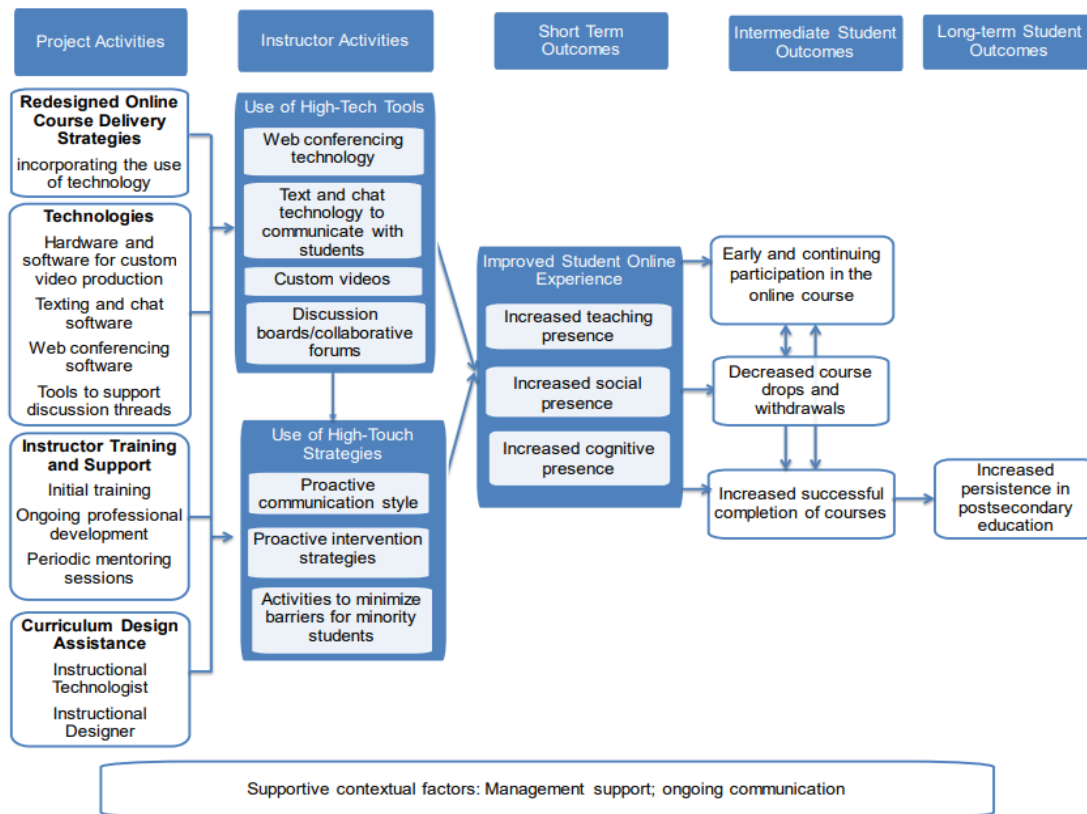 Project Activities
Instructor Activities
Short Term
Outcomes
Intermediate Student
Outcomes
Long-term Student
Outcomes
Redesigned Online
Course Delivery
Strategies
incorporating the use
of technology
Technologies
Hardware and
software for custom
video production
Texting and chat
software
Web conferencing
software
Tools to support
discussion threads
Instructor Training
and Support
Initial training
Ongoing professional
development
Periodic mentoring
sessions
Curriculum Design
Assistance
Instructional
Technologist
Instructional
Designer
Use of High-Tech Tools
Web conferencing
technology
Text and chat
technology to
communicate with
students
Custom videos
Discussion
boards/collaborative
forums
Use of High-Touch
Strategies
Proactive
communication style
Proactive intervention
strategies
Activities to minimize
barriers for minority
students
Improved Student Online
Experience
Increased teaching
presence
Increased social
presence
Increased cognitive
presence
Early and continuing
participation in the
online course
Decreased course
drops and
withdrawals
Increased successful
completion of courses
Increased
persistence in
postsecondary
education
Supportive contextual factors: Management support; ongoing communication